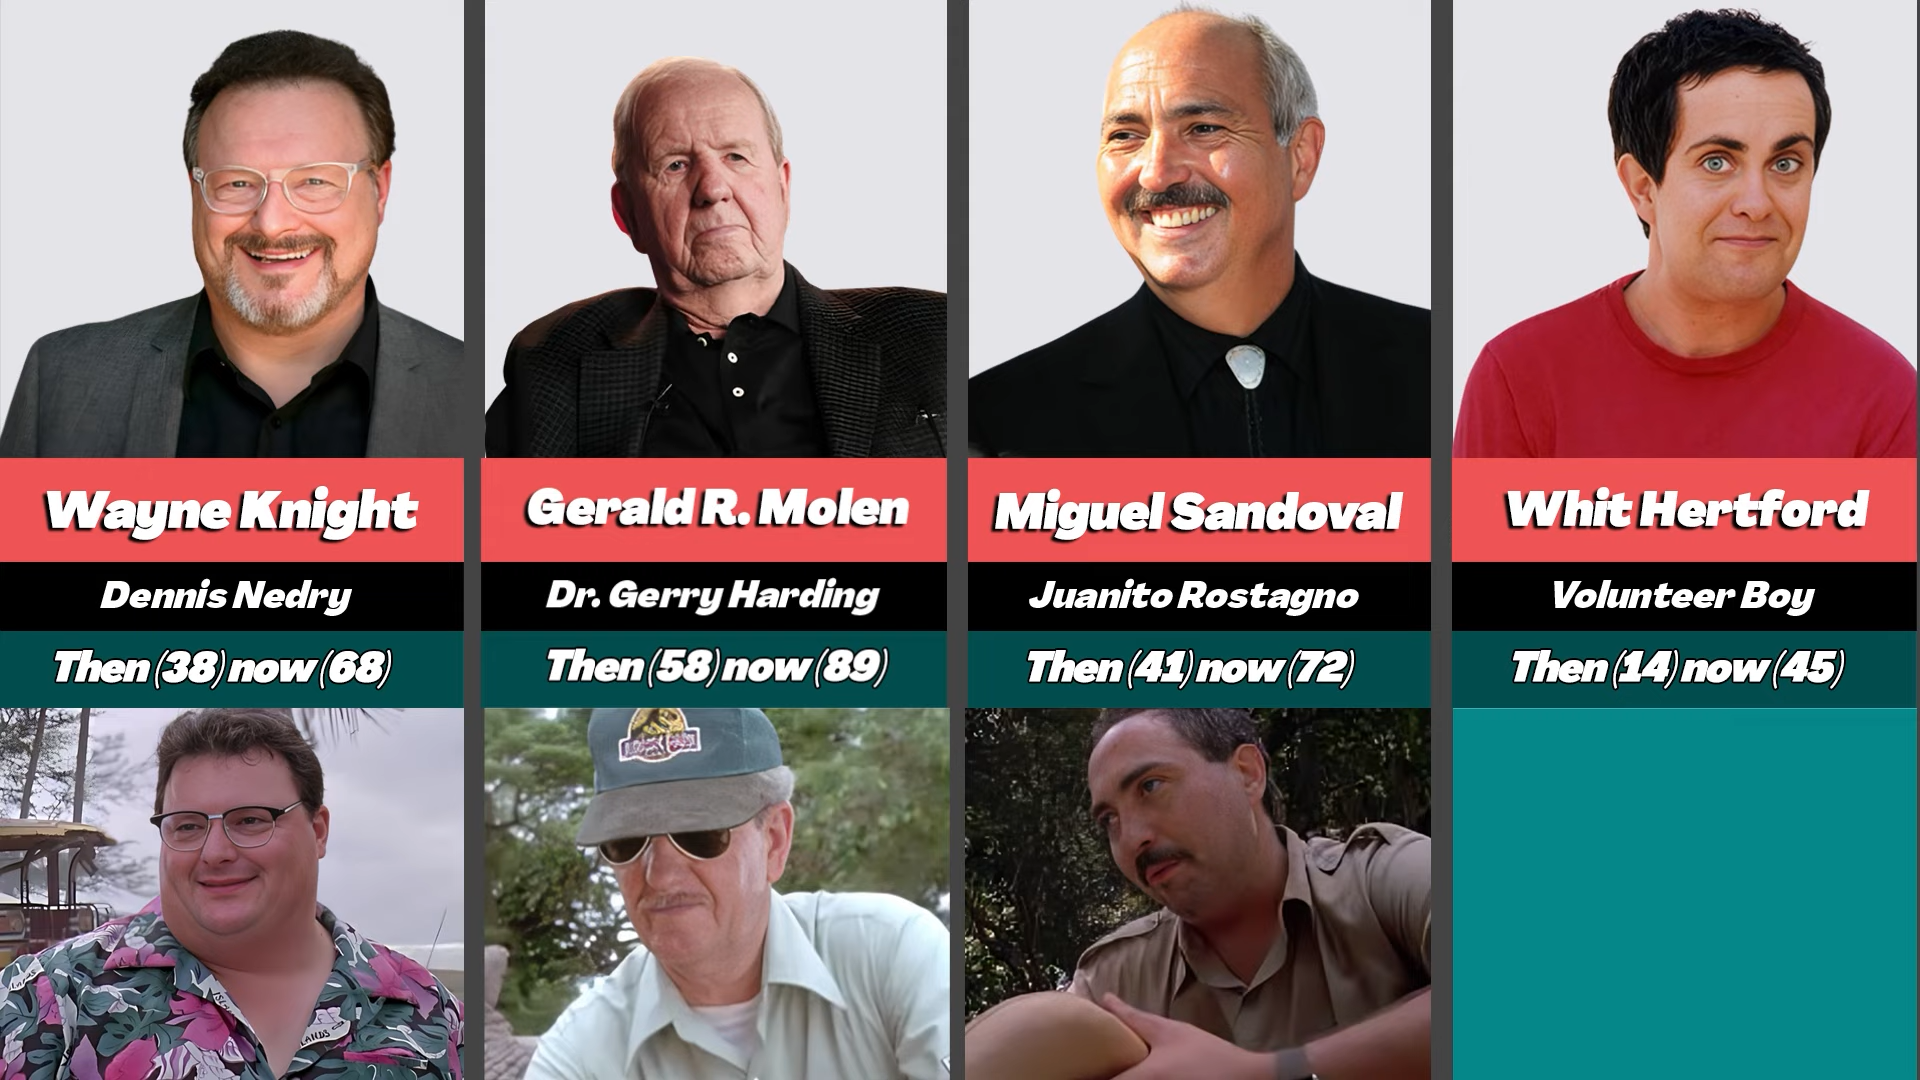 Wayne Knight
Dennis Nedry
Then (38) now (68)
Gerald R. Molen
Dr. Gerry Harding
Then (58) now (89)
Miguel Sandoval
Juanito Rostagno
Then (41) now (72)
Whit Hertford
Volunteer Boy
Then (14) now (45)